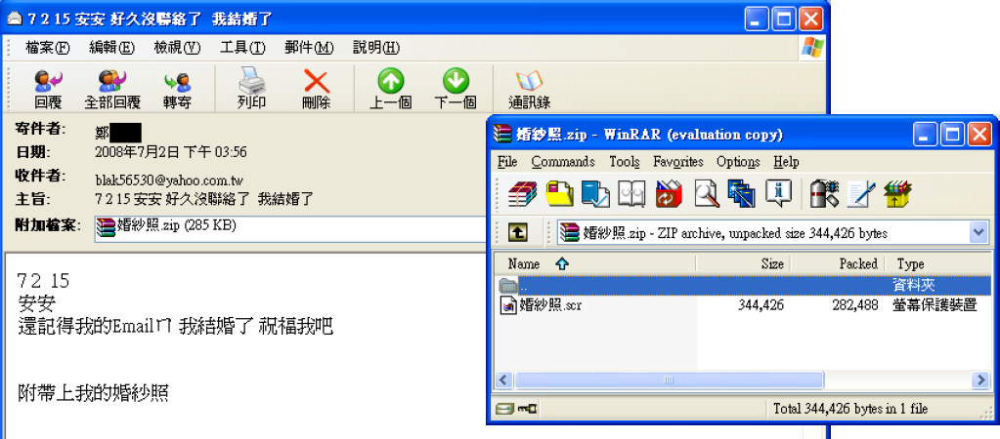 7 2 15 安安 好久沒聯絡了 我結婚了
檔案(F) 編輯(E) 檢視(V) 工具(T) 郵件(M) 說明(H)
回覆 全部回覆 轉寄 列印 刪除 上一個 下一個 通訊錄
寄件者: 鄭
日期: 2008年7月2日 下午 03:56
收件者: blak56530@yahoo.com.tw
主旨: 7 2 15 安安 好久沒聯絡了 我結婚了
附加檔案: 婚紗照.zip (285 KB)
7 2 15
安安
還記得我的Emailㄇ 我結婚了 祝福我吧
附帶上我的婚紗照
婚紗照.zip - WinRAR (evaluation copy)
File Commands Tools Favorites Options Help
婚紗照.zip - ZIP archive, unpacked size 344,426 bytes
Name Size Packed Type
.. 資料夾
婚紗照.scr 344,426 282,488 螢幕保護裝置
Total 344,426 bytes in 1 file